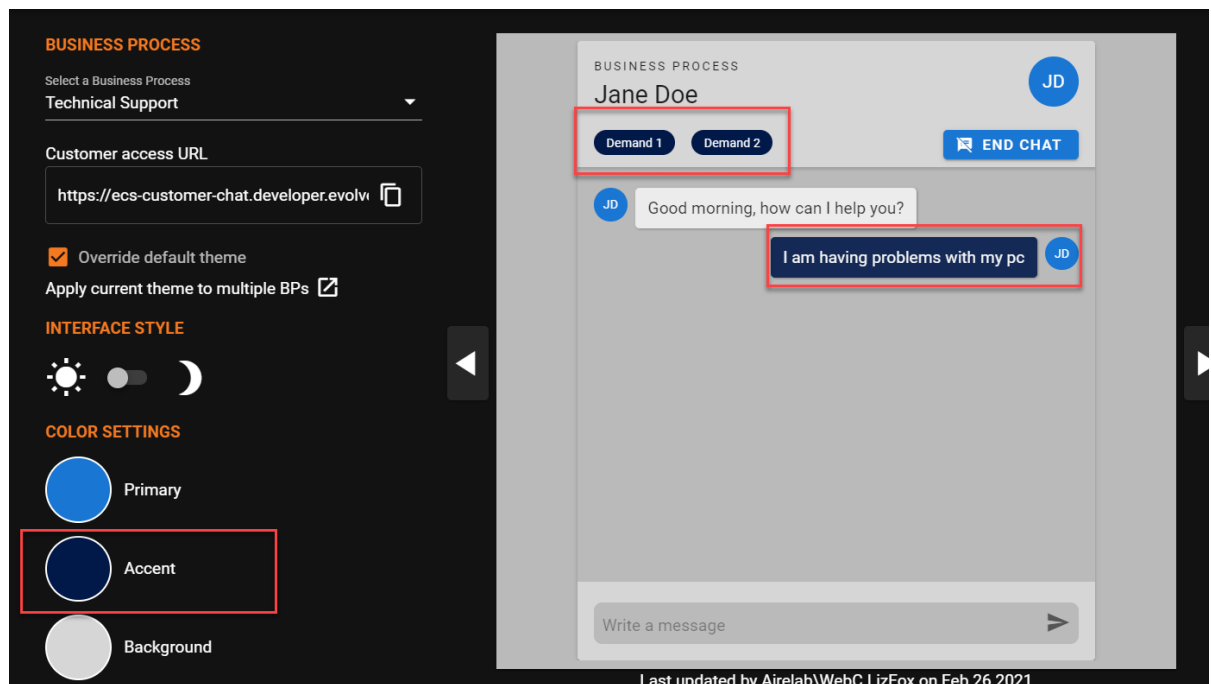 BUSINESS PROCESS
Select a Business Process
Technical Support
Customer access URL
https://ecs-customer-chat.developer.evolv
Override default theme
Apply current theme to multiple BPs
INTERFACE STYLE
COLOR SETTINGS
Primary
Accent
Background
BUSINESS PROCESS
Jane Doe
JD
Demand 1
Demand 2
END CHAT
JD
Good morning, how can I help you?
I am having problems with my pc
JD
Write a message
Last updated by Airelab\WebC LizFox on Feb 26 2021